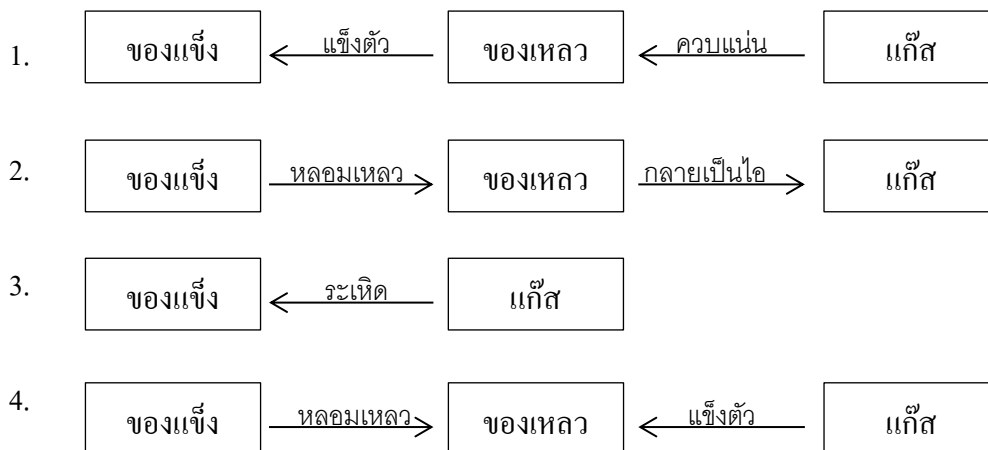 1. ของแข็ง แข็งตัว ของเหลว ควบแน่น แก๊ส
2. ของแข็ง หลอมเหลว ของเหลว กลายเป็นไอ แก๊ส
3. ของแข็ง ระเหิด แก๊ส
4. ของแข็ง หลอมเหลว ของเหลว แข็งตัว แก๊ส